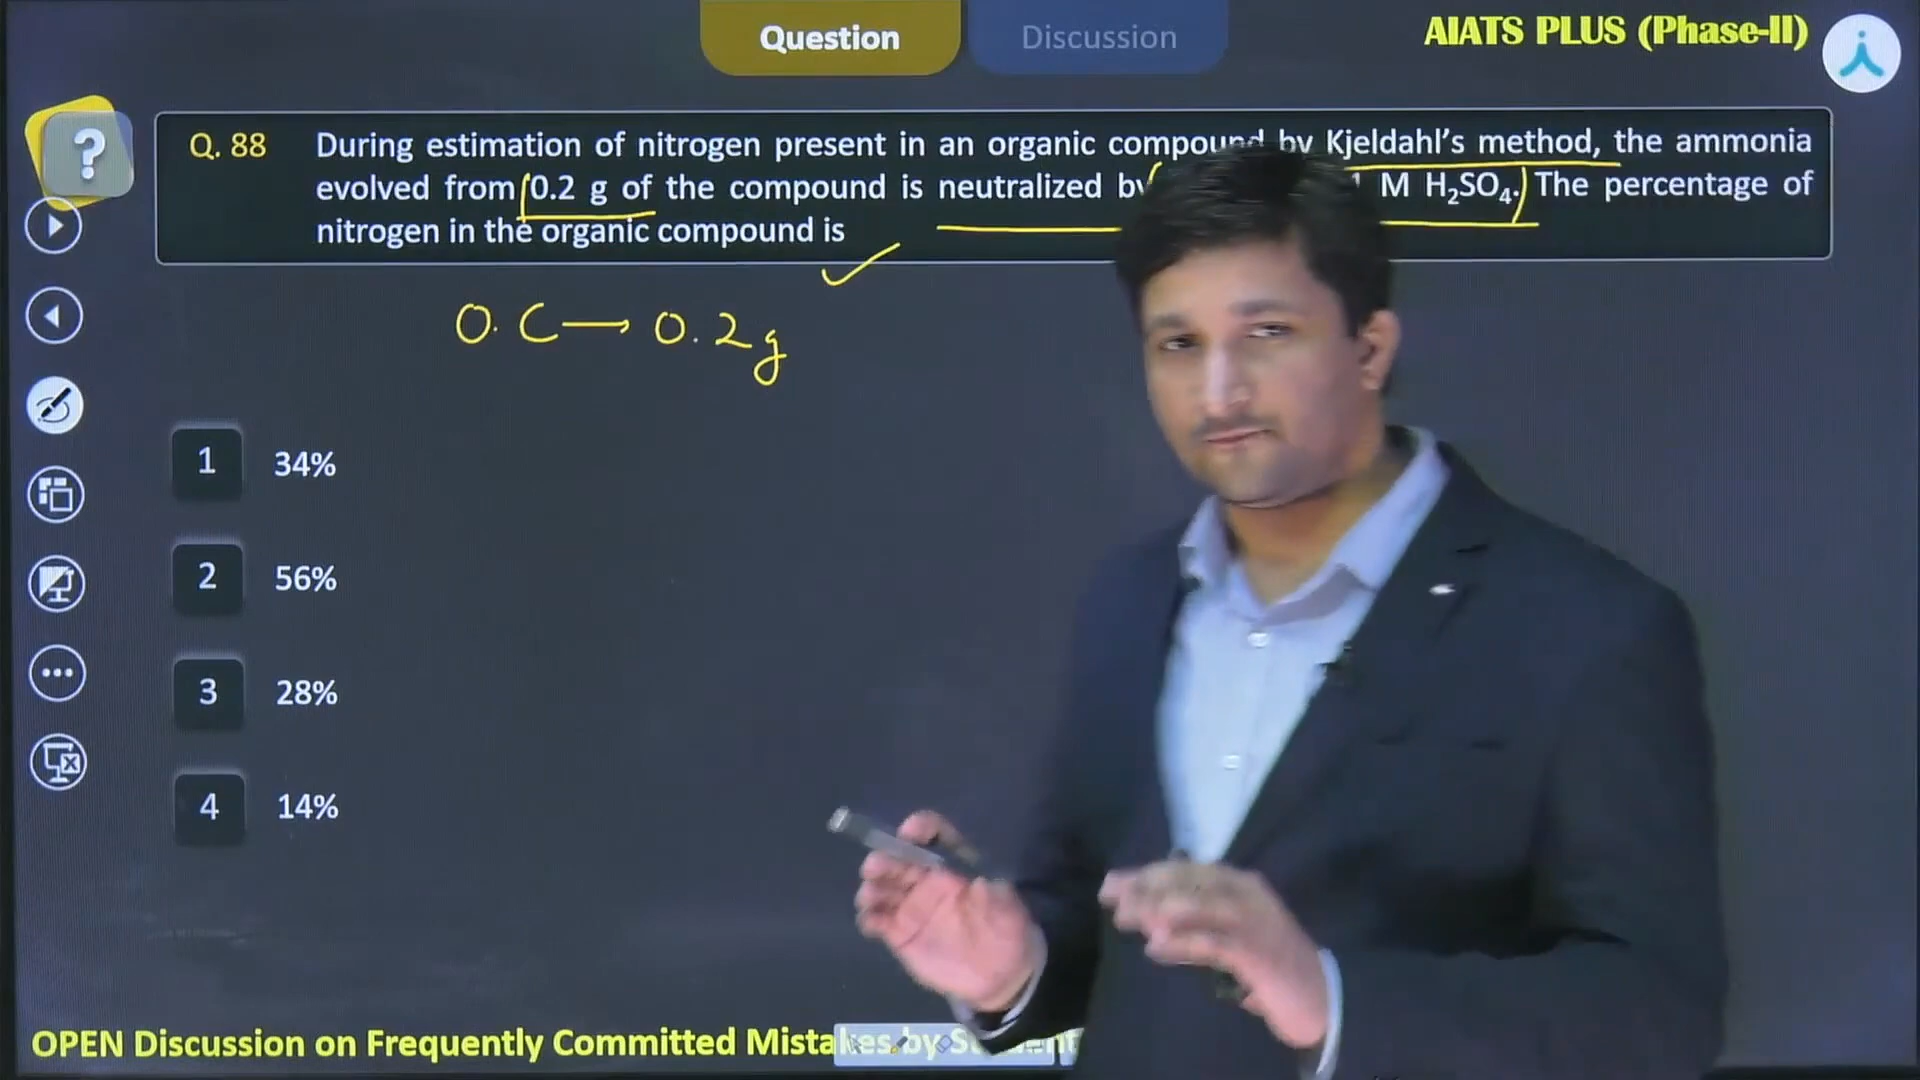 Question
Discussion
AIATS PLUS (Phase-II)
?
Q. 88
During estimation of nitrogen present in an organic compound by Kjeldahl's method, the ammonia
evolved from 0.2 g of the compound is neutralized by M H₂SO₄. The percentage of
nitrogen in the organic compound is
O. C → 0.2g
1 34%
2 56%
3 28%
4 14%
OPEN Discussion on Frequently Committed Mistakes by Student